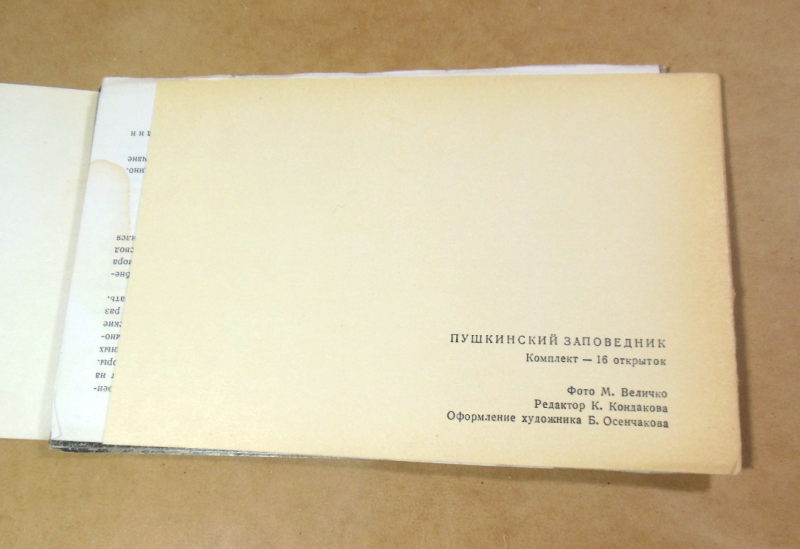 ПУШКИНСКИЙ ЗАПОВЕДНИК
Комплект — 16 открыток
Фото М. Величко
Редактор К. Кондакова
Оформление художника Б. Осенчакова